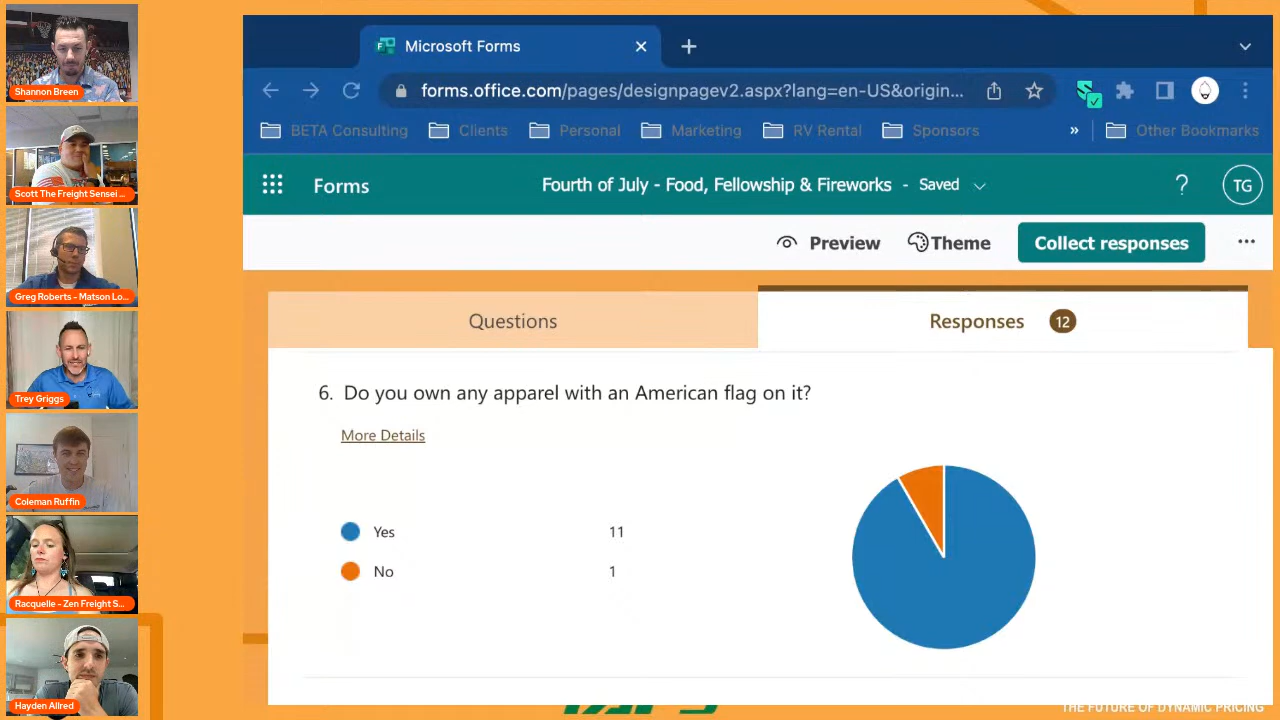 Shannon Breen
Scott The Freight Sensei ...
Greg Roberts - Matson Lo...
Trey Griggs
Coleman Ruffin
Racquelle - Zen Freight S...
Hayden Allred
Microsoft Forms
forms.office.com/pages/designpagev2.aspx?lang=en-US&origin...
BETA Consulting
Clients
Personal
Marketing
RV Rental
Sponsors
»
Other Bookmarks
Forms
Fourth of July - Food, Fellowship & Fireworks - Saved
?
TG
Preview
Theme
Collect responses
...
Questions
Responses 12
6. Do you own any apparel with an American flag on it?
More Details
Yes 11
No 1
THE FUTURE OF DYNAMIC PRICING